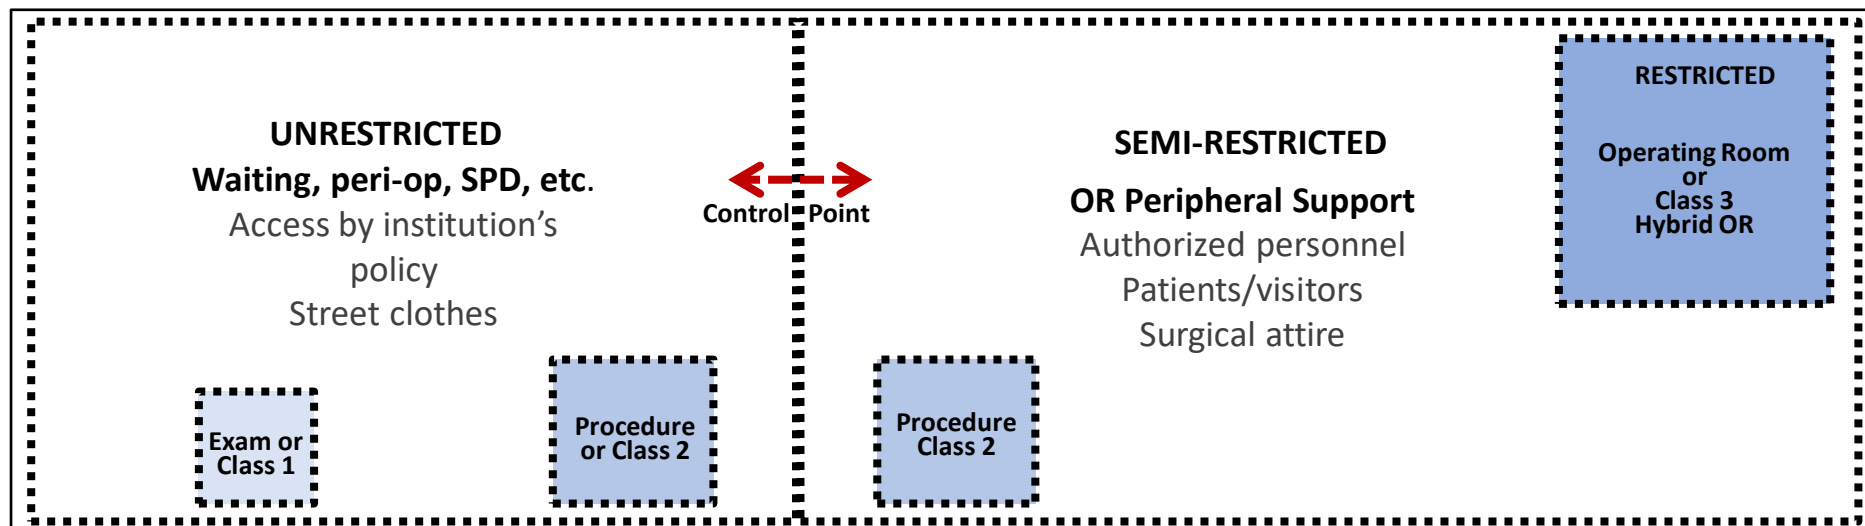 UNRESTRICTED
Waiting, peri-op, SPD, etc.
Access by institution’s
policy
Street clothes
Exam or
Class 1
Procedure
or Class 2
Control Point
SEMI-RESTRICTED
OR Peripheral Support
Authorized personnel
Patients/visitors
Surgical attire
Procedure
Class 2
RESTRICTED
Operating Room
or
Class 3
Hybrid OR